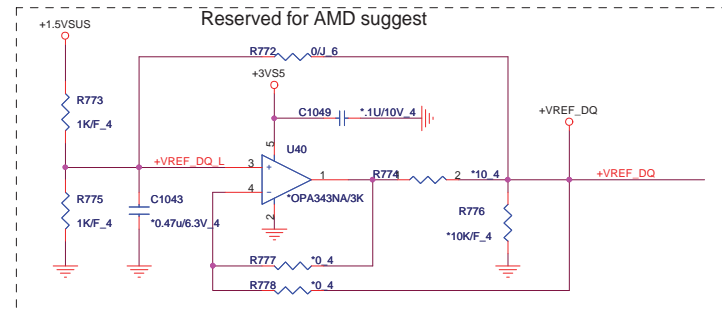 Reserved for AMD suggest
+1.5VSUS
R772 0/J_6
+3VS5
C1049 *.1U/10V_4
+VREF_DQ
R773
1K/F_4
5
U40
+VREF_DQ_L 3 + 1 R774 1 2 *10_4 +VREF_DQ
4 -
*OPA343NA/3K
R775
1K/F_4
C1043
*0.47u/6.3V_4
2
R776
*10K/F_4
R777 *0_4
R778 *0_4